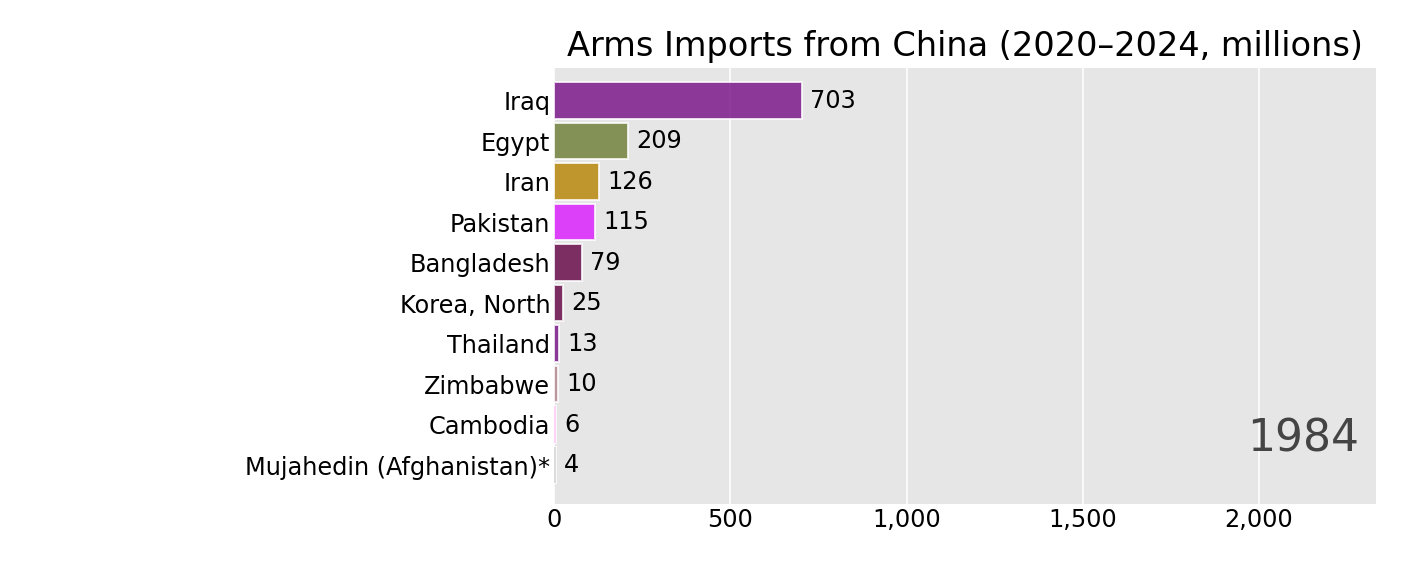 Arms Imports from China (2020–2024, millions)
Iraq 703
Egypt 209
Iran 126
Pakistan 115
Bangladesh 79
Korea, North 25
Thailand 13
Zimbabwe 10
Cambodia 6
1984
Mujahedin (Afghanistan)* 4
0 500 1,000 1,500 2,000